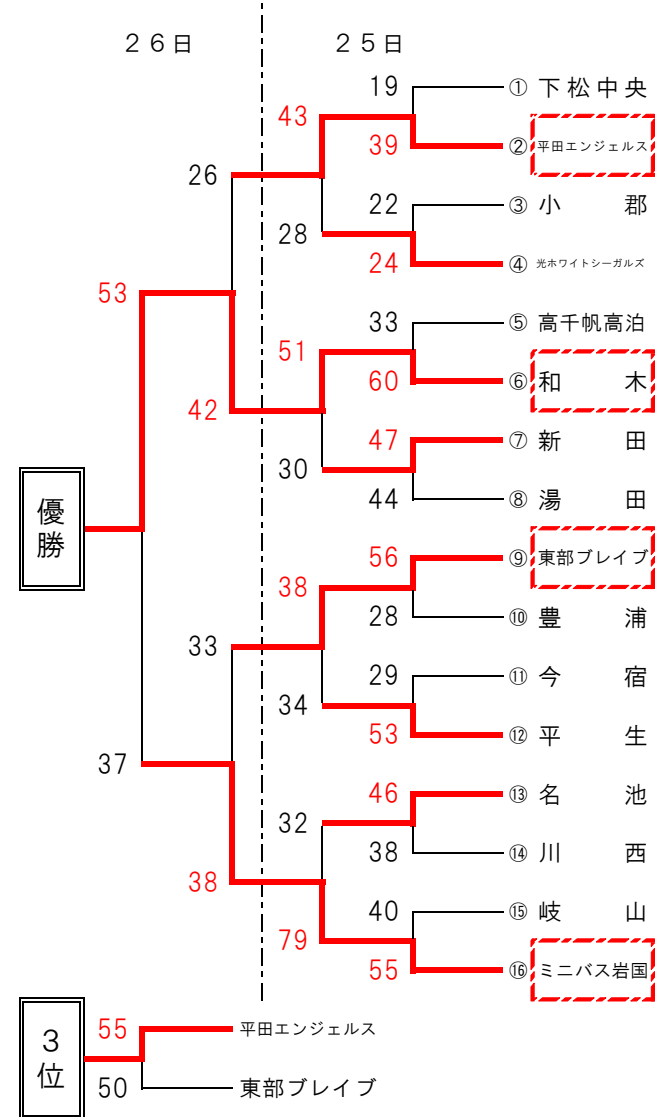 ２６日
２５日
19 ① 下松中央
43
39 ② 平田エンジェルス
26
22 ③ 小郡
28
24 ④ 光ホワイトシーガルズ
53
33 ⑤ 高千帆高泊
51
60 ⑥ 和木
42
47 ⑦ 新田
30
44 ⑧ 湯田
優勝
56 ⑨ 東部ブレイブ
38
28 ⑩ 豊浦
33
29 ⑪ 今宿
34
53 ⑫ 平生
37
46 ⑬ 名池
32
38 ⑭ 川西
38
40 ⑮ 岐山
79
55 ⑯ ミニバス岩国
３位
55 平田エンジェルス
50 東部ブレイブ